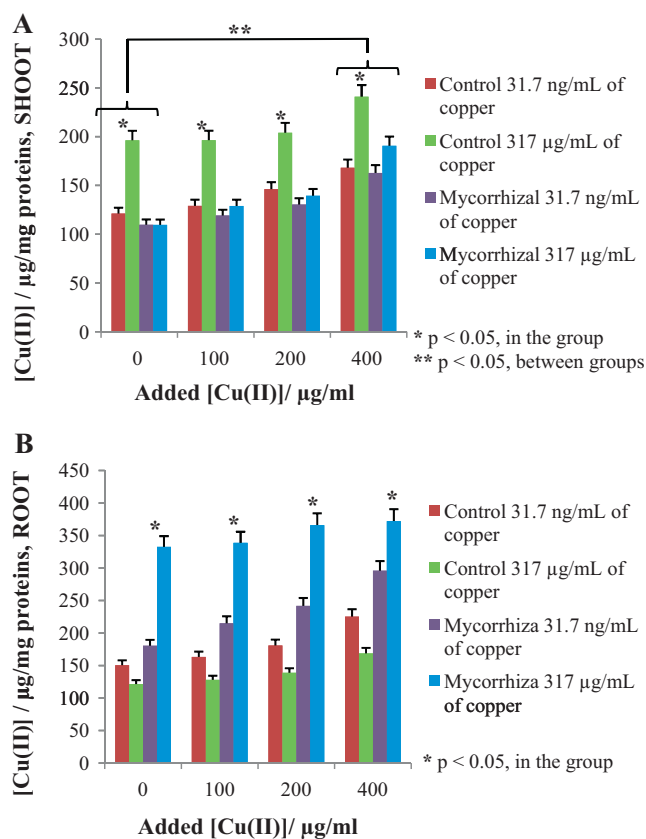 A
[Cu(II)] / µg/mg proteins, SHOOT
300
250
200
150
100
50
0
**
*
*
*
*
0 100 200 400
Added [Cu(II)]/ µg/ml
Control 31.7 ng/mL of
copper
Control 317 µg/mL of
copper
Mycorrhizal 31.7 ng/mL
of copper
Mycorrhizal 317 µg/mL
of copper
* p < 0.05, in the group
** p < 0.05, between groups
B
[Cu(II)] / µg/mg proteins, ROOT
450
400
350
300
250
200
150
100
50
0
*
*
*
*
0 100 200 400
Added [Cu(II)]/ µg/ml
Control 31.7 ng/mL of
copper
Control 317 µg/mL of
copper
Mycorrhiza 31.7 ng/mL
of copper
Mycorrhiza 317 µg/mL
of copper
* p < 0.05, in the group